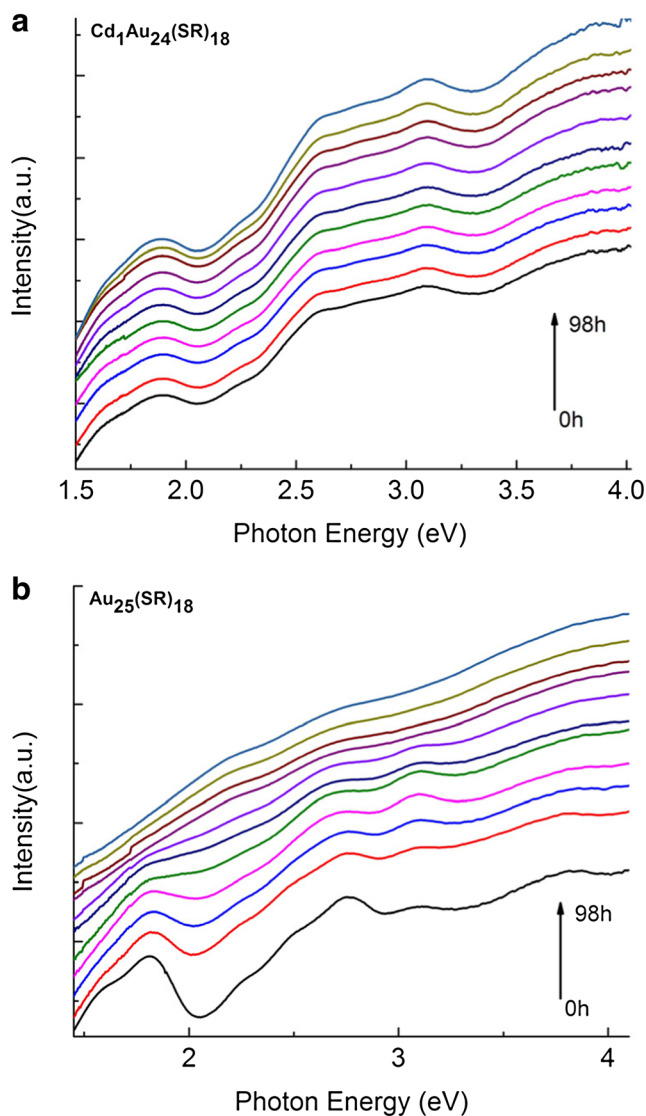 a
Cd1Au24(SR)18
Intensity(a.u.)
98h
0h
1.5 2.0 2.5 3.0 3.5 4.0
Photon Energy (eV)
b
Au25(SR)18
Intensity(a.u.)
98h
0h
2 3 4
Photon Energy (eV)